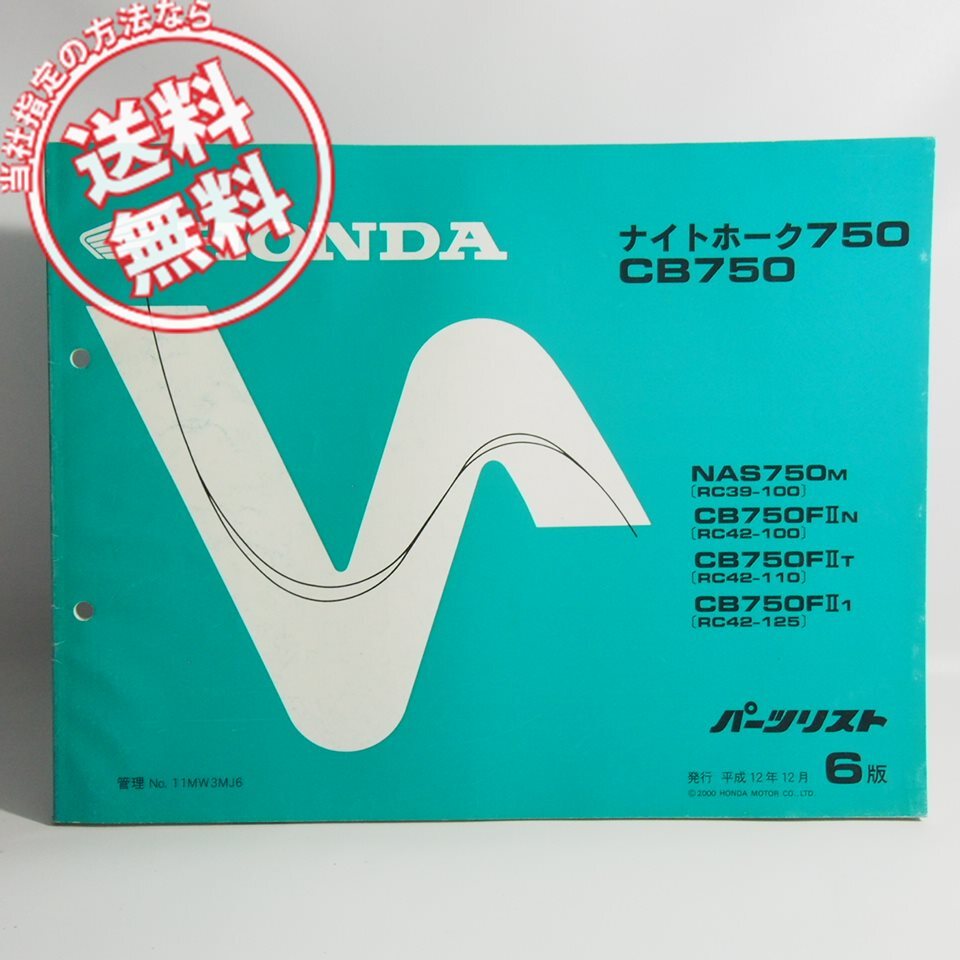 当社指定の方法なら
送料
無料
HONDA
ナイトホーク750
CB750
NAS750M
〔RC39-100〕
CB750FⅡN
〔RC42-100〕
CB750FⅡT
〔RC42-110〕
CB750FⅡ1
〔RC42-125〕
パーツリスト
管理 No. 11MW3MJ6
発行 平成12年12月 6版
© 2000 HONDA MOTOR CO., LTD